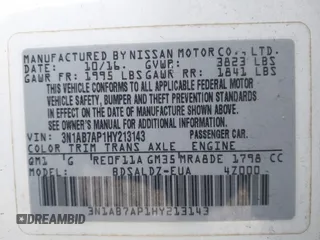 MANUFACTURED BY NISSAN MOTOR CO., LTD.
10/16. GVWR: 3823 LBS
GAWR FR: 1995 LBS GAWR RR: 1841 LBS
THIS VEHICLE CONFORMS TO ALL APPLICABLE FEDERAL MOTOR
VEHICLE SAFETY, BUMPER AND THEFT PREVENTION STANDARDS
IN EFFECT ON THE DATE OF MANUFACTURE SHOWN ABOVE.
SEE OWNER'S MANUAL FOR ADDITIONAL INFORMATION.
VIN: 3N1AB7AP1HY213143 PASSENGER CAR.
COLOR TRIM TRANS AXLE ENGINE
QM1 G RE0F11A GM35 MRA8DE 1798 CC
MODEL BDSALDZ-EUA 4Z000
3N1AB7AP1HY213143
© DREAMBID